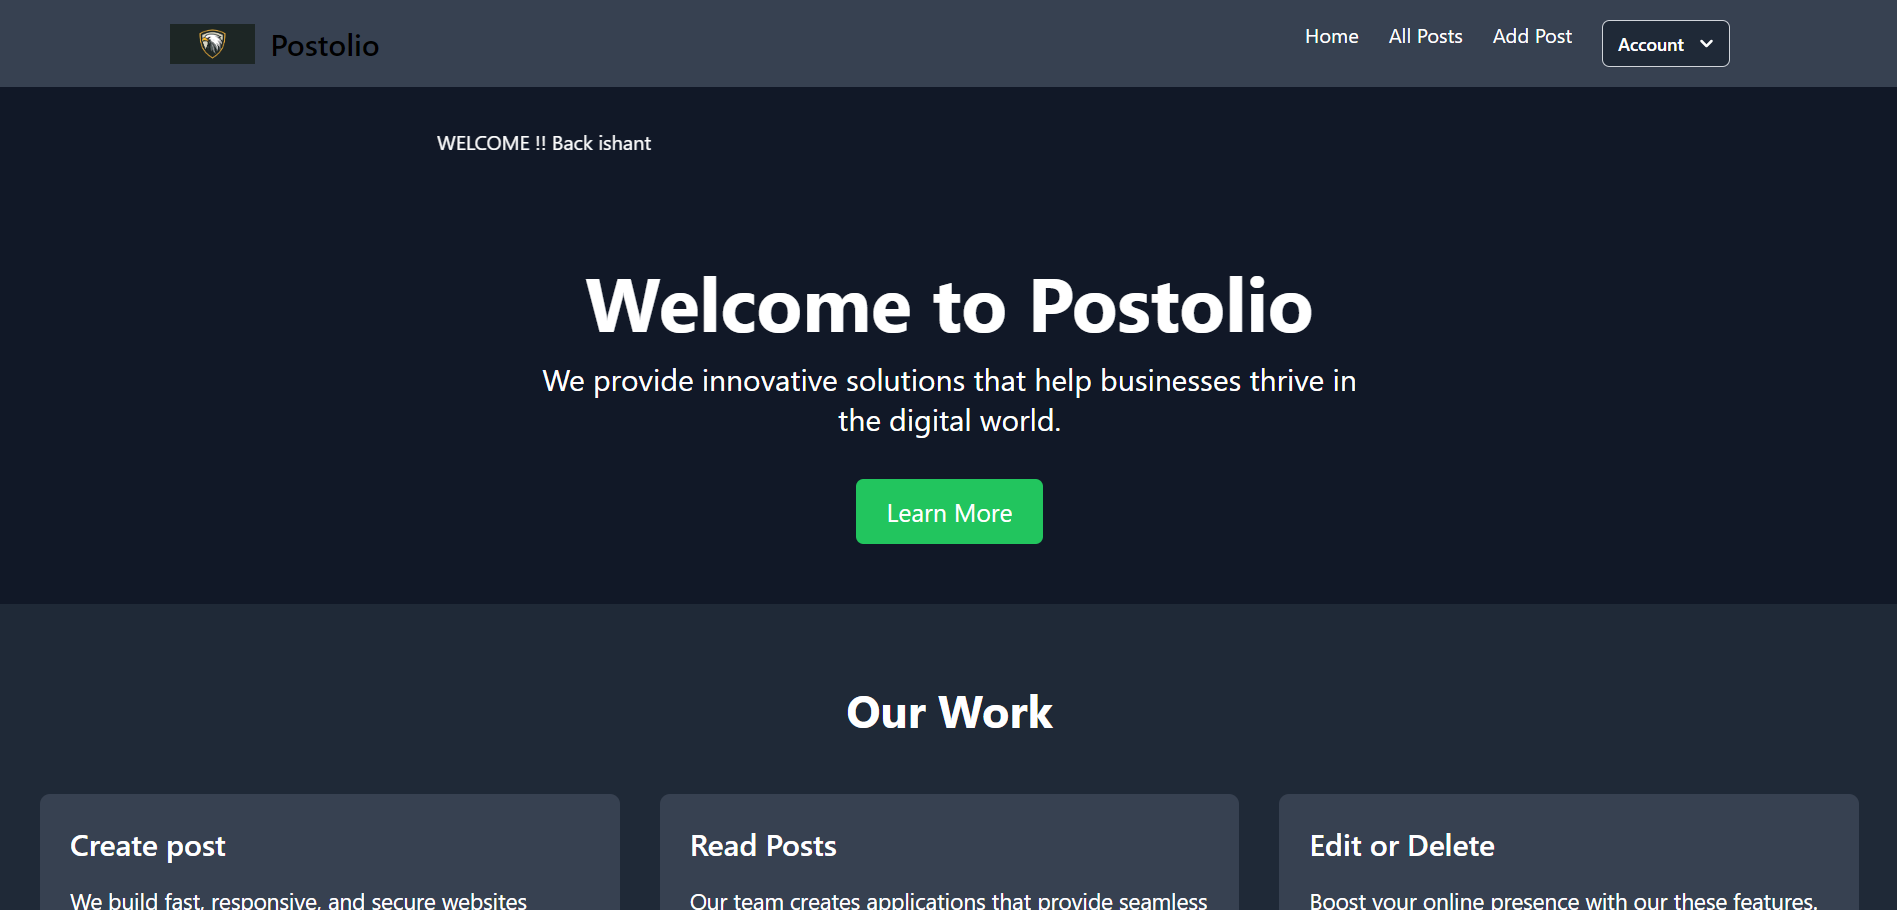 Postolio
Home
All Posts
Add Post
Account
WELCOME !! Back ishant
Welcome to Postolio
We provide innovative solutions that help businesses thrive in
the digital world.
Learn More
Our Work
Create post
We build fast, responsive, and secure websites
Read Posts
Our team creates applications that provide seamless
Edit or Delete
Boost your online presence with our these features.